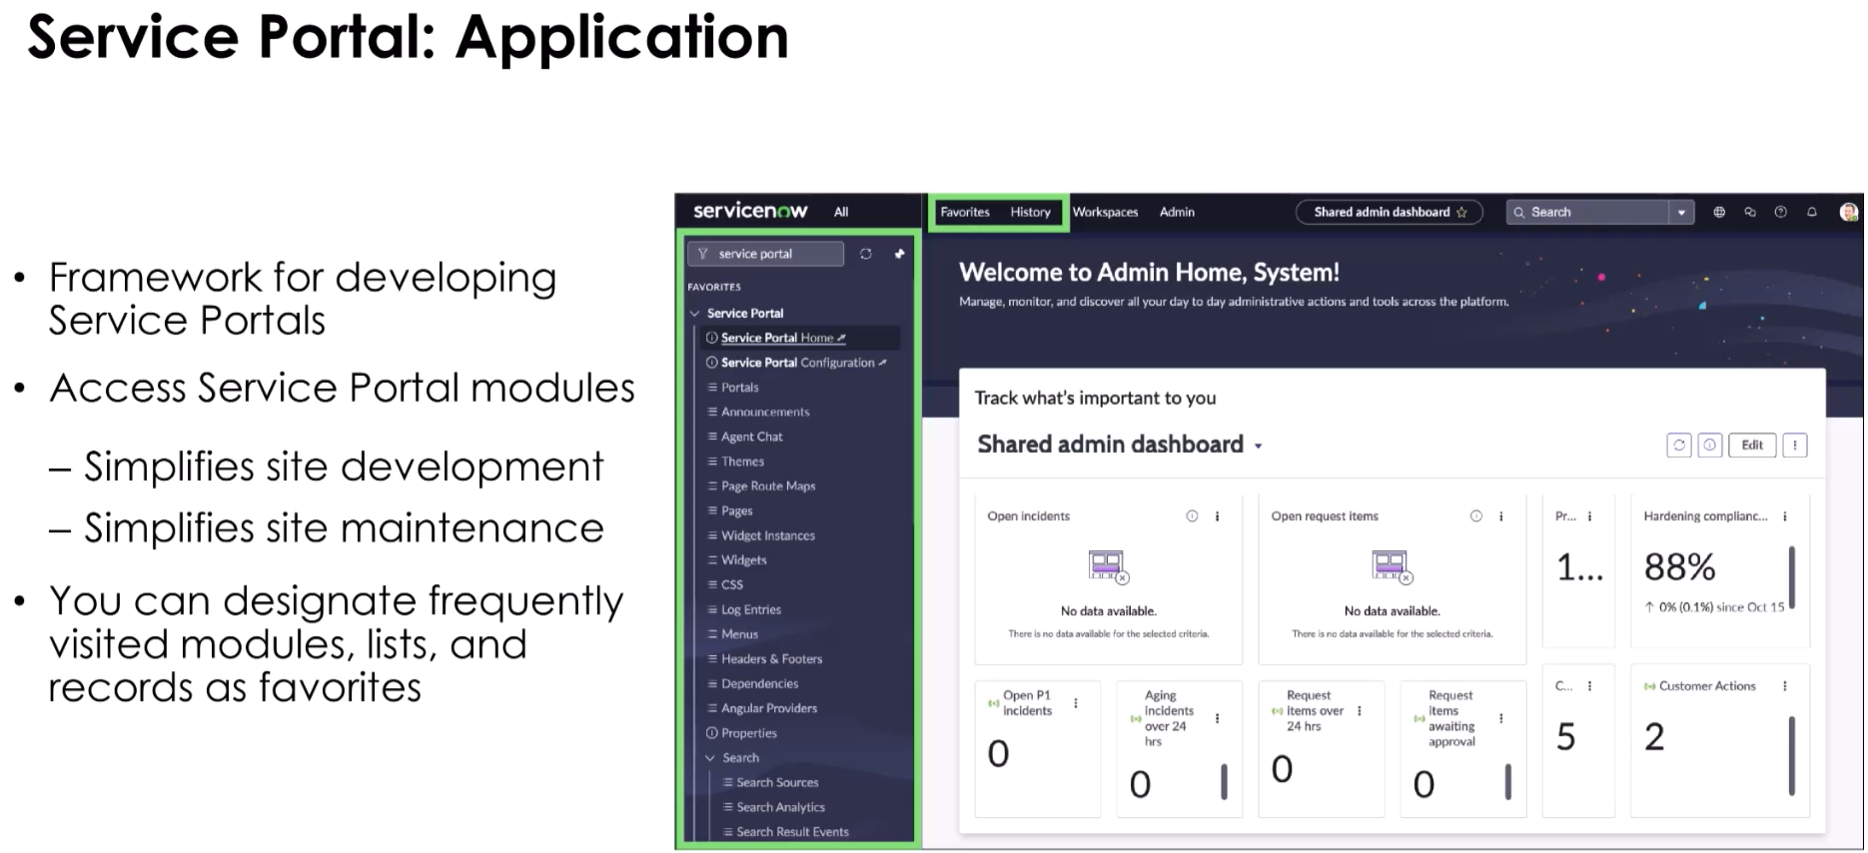 Service Portal: Application
• Framework for developing
Service Portals
• Access Service Portal modules
– Simplifies site development
– Simplifies site maintenance
• You can designate frequently
visited modules, lists, and
records as favorites
servicenow All Favorites History Workspaces Admin Shared admin dashboard Search
service portal
FAVORITES
Service Portal
Service Portal Home
Service Portal Configuration
Portals
Announcements
Agent Chat
Themes
Page Route Maps
Pages
Widget Instances
Widgets
CSS
Log Entries
Menus
Headers & Footers
Dependencies
Angular Providers
Properties
Search
Search Sources
Search Analytics
Search Result Events
Welcome to Admin Home, System!
Manage, monitor, and discover all your day to day administrative actions and tools across the platform.
Track what's important to you
Shared admin dashboard
Edit
Open incidents
No data available.
There is no data available for the selected criteria.
Open request items
No data available.
There is no data available for the selected criteria.
Pr...
1...
Hardening complianc...
88%
↑ 0% (0.1%) since Oct 15
Open P1
incidents
0
Aging
incidents
over 24
hrs
0
Request
items over
24 hrs
0
Request
items
awaiting
approval
0
C...
5
Customer Actions
2